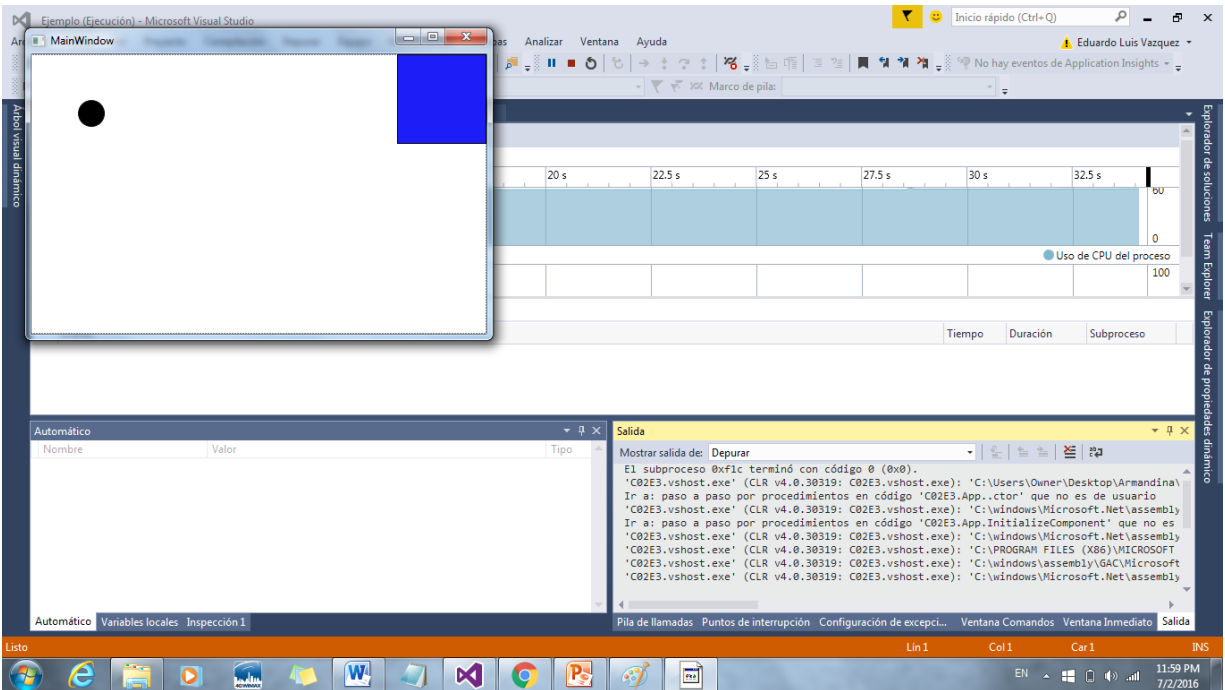 Ejemplo (Ejecución) - Microsoft Visual Studio
Inicio rápido (Ctrl+Q)
MainWindow
Analizar Ventana Ayuda
Eduardo Luis Vazquez
No hay eventos de Application Insights
Marco de pila:
Árbol visual dinámico
Explorador de soluciones
Team Explorer
Explorador de propiedades dinámico
20 s 22.5 s 25 s 27.5 s 30 s 32.5 s
60
0
Uso de CPU del proceso
100
Tiempo Duración Subproceso
Automático
Nombre Valor Tipo
Salida
Mostrar salida de: Depurar
El subproceso 0xf1c terminó con código 0 (0x0).
'C02E3.vshost.exe' (CLR v4.0.30319: C02E3.vshost.exe): 'C:\Users\Owner\Desktop\Armandina\
Ir a: paso a paso por procedimientos en código 'C02E3.App..ctor' que no es de usuario
'C02E3.vshost.exe' (CLR v4.0.30319: C02E3.vshost.exe): 'C:\windows\Microsoft.Net\assembly
Ir a: paso a paso por procedimientos en código 'C02E3.App.InitializeComponent' que no es
'C02E3.vshost.exe' (CLR v4.0.30319: C02E3.vshost.exe): 'C:\windows\Microsoft.Net\assembly
'C02E3.vshost.exe' (CLR v4.0.30319: C02E3.vshost.exe): 'C:\PROGRAM FILES (X86)\MICROSOFT
'C02E3.vshost.exe' (CLR v4.0.30319: C02E3.vshost.exe): 'C:\windows\assembly\GAC\Microsoft
'C02E3.vshost.exe' (CLR v4.0.30319: C02E3.vshost.exe): 'C:\windows\Microsoft.Net\assembly
Automático Variables locales Inspección 1
Pila de llamadas Puntos de interrupción Configuración de excepci... Ventana Comandos Ventana Inmediato Salida
Listo
Lín 1 Col 1 Car 1 INS
4GWIMAX
EN
11:59 PM
7/2/2016